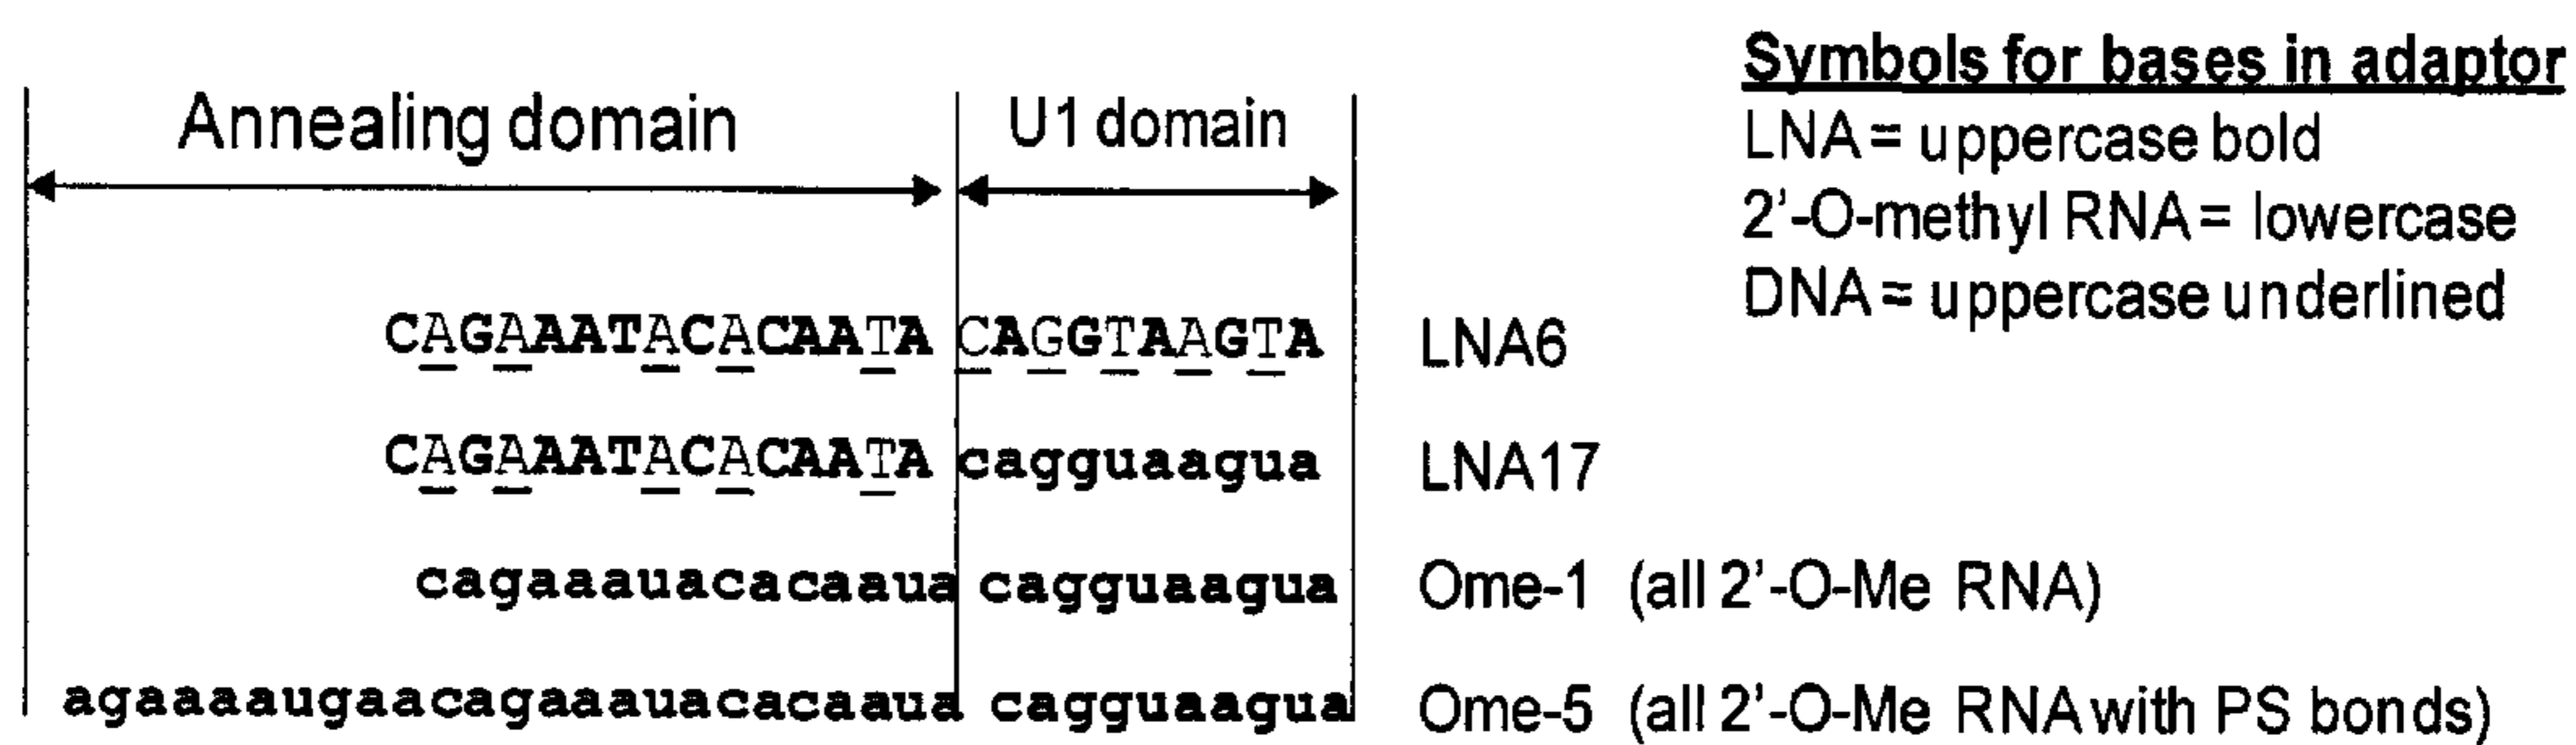 Symbols for bases in adaptor
Annealing domain U1 domain LNA = uppercase bold
2'-O-methyl RNA = lowercase
DNA = uppercase underlined
CAGAAATACACAATA CAGGTAAGTA LNA6
CAGAAATACACAATA cagguaagua LNA17
cagaaauacacaaua cagguaagua Ome-1 (all 2'-O-Me RNA)
agaaaaugaacagaaauacacaaua cagguaagua Ome-5 (all 2'-O-Me RNA with PS bonds)